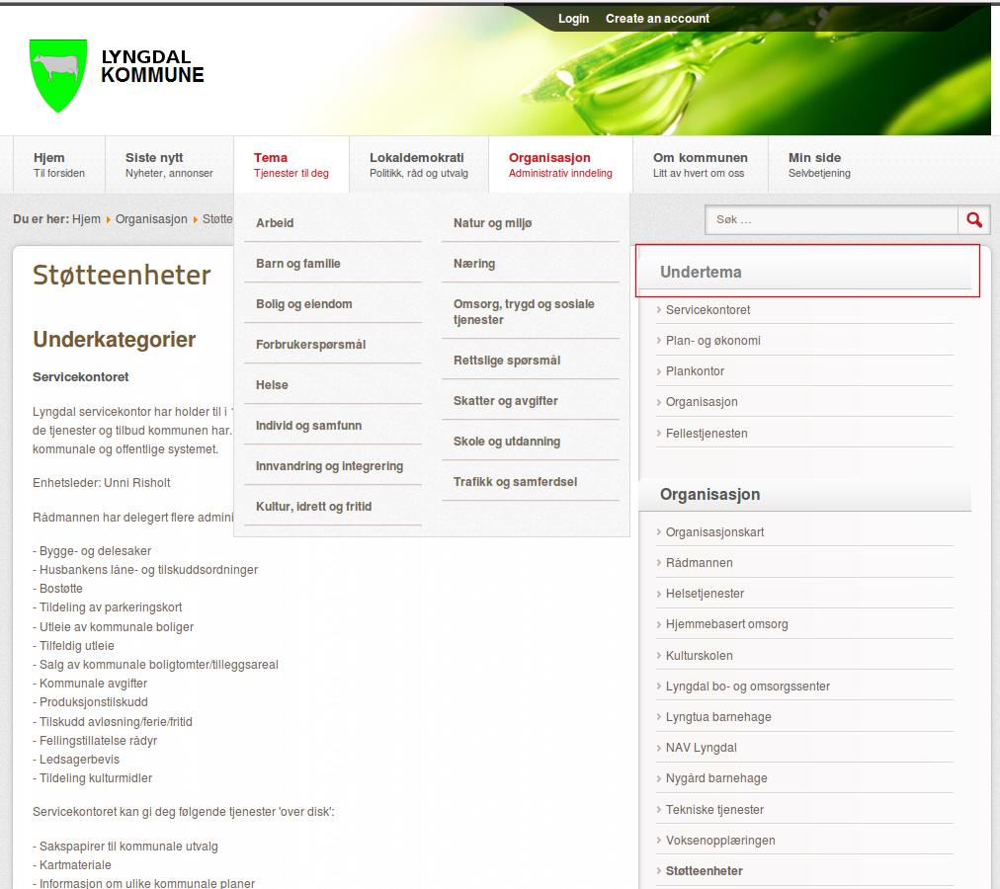 Login Create an account
LYNGDAL
KOMMUNE
Hjem
Til forsiden
Siste nytt
Nyheter, annonser
Tema
Tjenester til deg
Lokaldemokrati
Politikk, råd og utvalg
Organisasjon
Administrativ inndeling
Om kommunen
Litt av hvert om oss
Min side
Selvbetjening
Du er her: Hjem Organisasjon Støtte
Søk ...
Arbeid
Barn og familie
Bolig og eiendom
Forbrukerspørsmål
Helse
Individ og samfunn
Innvandring og integrering
Kultur, idrett og fritid
Natur og miljø
Næring
Omsorg, trygd og sosiale
tjenester
Rettslige spørsmål
Skatter og avgifter
Skole og utdanning
Trafikk og samferdsel
Støtteenheter
Underkategorier
Servicekontoret
Lyngdal servicekontor har holder til i
de tjenester og tilbud kommunen har.
kommunale og offentlige systemet.
Enhetsleder: Unni Risholt
Rådmannen har delegert flere admini
- Bygge- og delesaker
- Husbankens låne- og tilskuddsordninger
- Bostøtte
- Tildeling av parkeringskort
- Utleie av kommunale boliger
- Tilfeldig utleie
- Salg av kommunale boligtomter/tilleggsareal
- Kommunale avgifter
- Produksjonstilskudd
- Tilskudd avløsning/ferie/fritid
- Fellingstillatelse rådyr
- Ledsagerbevis
- Tildeling kulturmidler
Servicekontoret kan gi deg følgende tjenester 'over disk':
- Sakspapirer til kommunale utvalg
- Kartmateriale
- Informasjon om ulike kommunale planer
Undertema
Servicekontoret
Plan- og økonomi
Plankontor
Organisasjon
Fellestjenesten
Organisasjon
Organisasjonskart
Rådmannen
Helsetjenester
Hjemmebasert omsorg
Kulturskolen
Lyngdal bo- og omsorgssenter
Lyngtua barnehage
NAV Lyngdal
Nygård barnehage
Tekniske tjenester
Voksenopplæringen
Støtteenheter